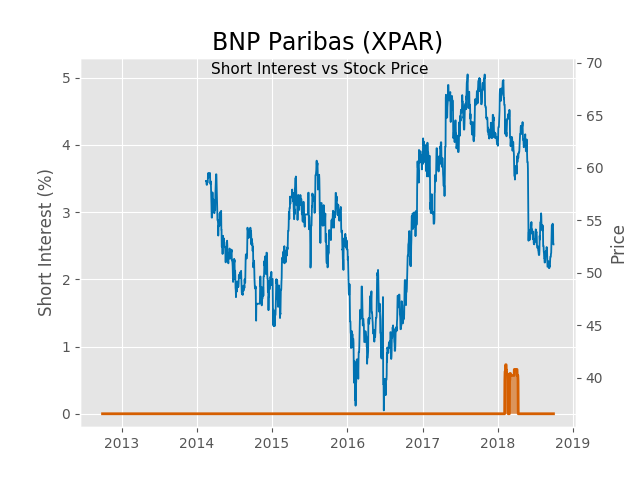 BNP Paribas (XPAR)
Short Interest vs Stock Price
Short Interest (%)
5
4
3
2
1
0
70
65
60
55
50
45
40
Price
2013 2014 2015 2016 2017 2018 2019